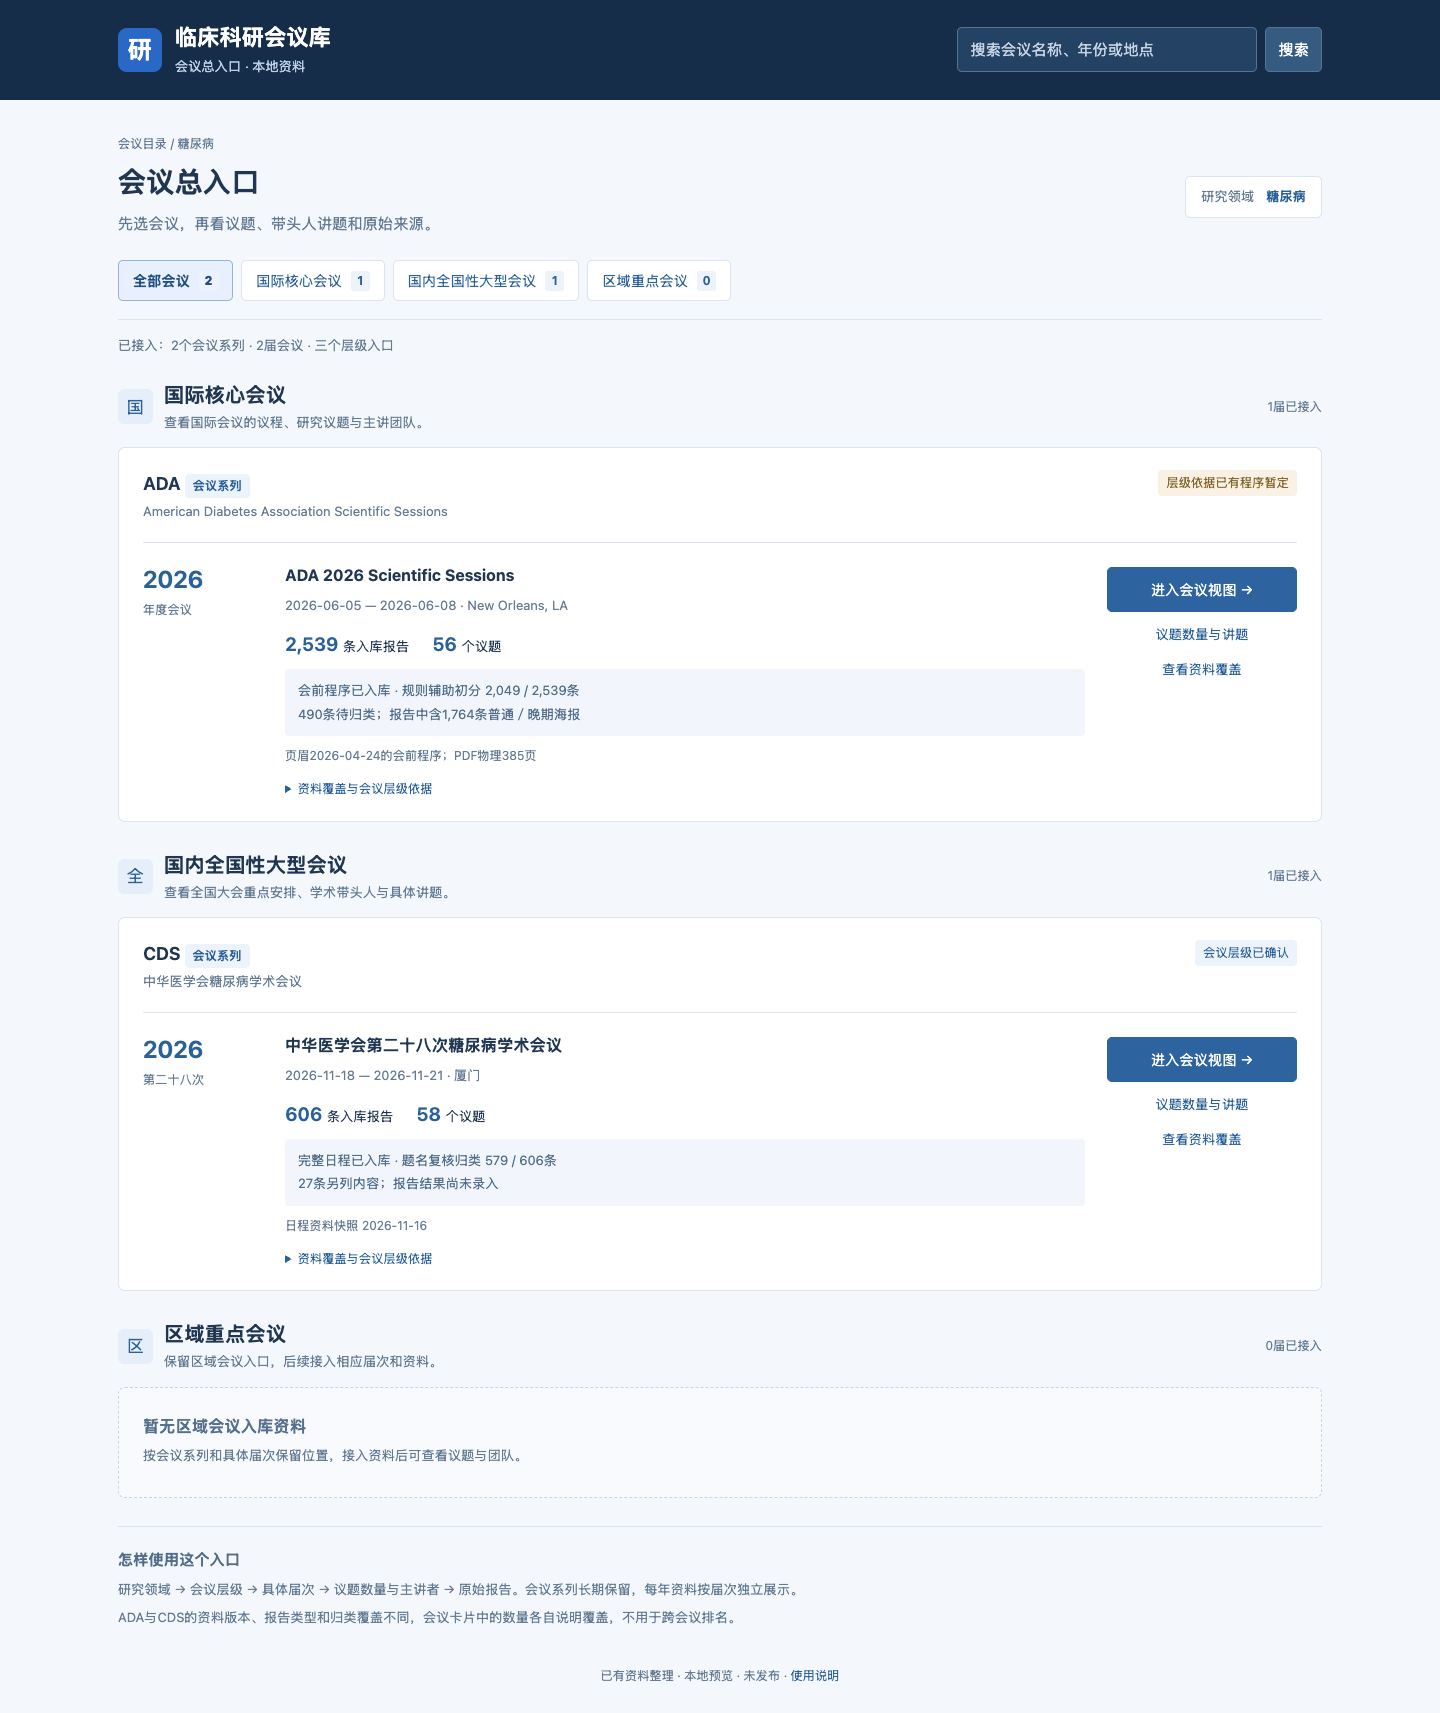 研
临床科研会议库
会议总入口 · 本地资料
搜索会议名称、年份或地点
搜索
会议目录 / 糖尿病
会议总入口
先选会议，再看议题、带头人讲题和原始来源。
研究领域 糖尿病
全部会议 2
国际核心会议 1
国内全国性大型会议 1
区域重点会议 0
已接入：2个会议系列 · 2届会议 · 三个层级入口
国
国际核心会议
查看国际会议的议程、研究议题与主讲团队。
1届已接入
ADA 会议系列
层级依据已有程序暂定
American Diabetes Association Scientific Sessions
2026
年度会议
ADA 2026 Scientific Sessions
2026-06-05 — 2026-06-08 · New Orleans, LA
2,539 条入库报告 56 个议题
会前程序已入库 · 规则辅助初分 2,049 / 2,539条
490条待归类；报告中含1,764条普通 / 晚期海报
页眉2026-04-24的会前程序；PDF物理385页
▶ 资料覆盖与会议层级依据
进入会议视图 →
议题数量与讲题
查看资料覆盖
全
国内全国性大型会议
查看全国大会重点安排、学术带头人与具体讲题。
1届已接入
CDS 会议系列
会议层级已确认
中华医学会糖尿病学术会议
2026
第二十八次
中华医学会第二十八次糖尿病学术会议
2026-11-18 — 2026-11-21 · 厦门
606 条入库报告 58 个议题
完整日程已入库 · 题名复核归类 579 / 606条
27条另列内容；报告结果尚未录入
日程资料快照 2026-11-16
▶ 资料覆盖与会议层级依据
进入会议视图 →
议题数量与讲题
查看资料覆盖
区
区域重点会议
保留区域会议入口，后续接入相应届次和资料。
0届已接入
暂无区域会议入库资料
按会议系列和具体届次保留位置，接入资料后可查看议题与团队。
怎样使用这个入口
研究领域 → 会议层级 → 具体届次 → 议题数量与主讲者 → 原始报告。会议系列长期保留，每年资料按届次独立展示。
ADA与CDS的资料版本、报告类型和归类覆盖不同，会议卡片中的数量各自说明覆盖，不用于跨会议排名。
已有资料整理 · 本地预览 · 未发布 · 使用说明